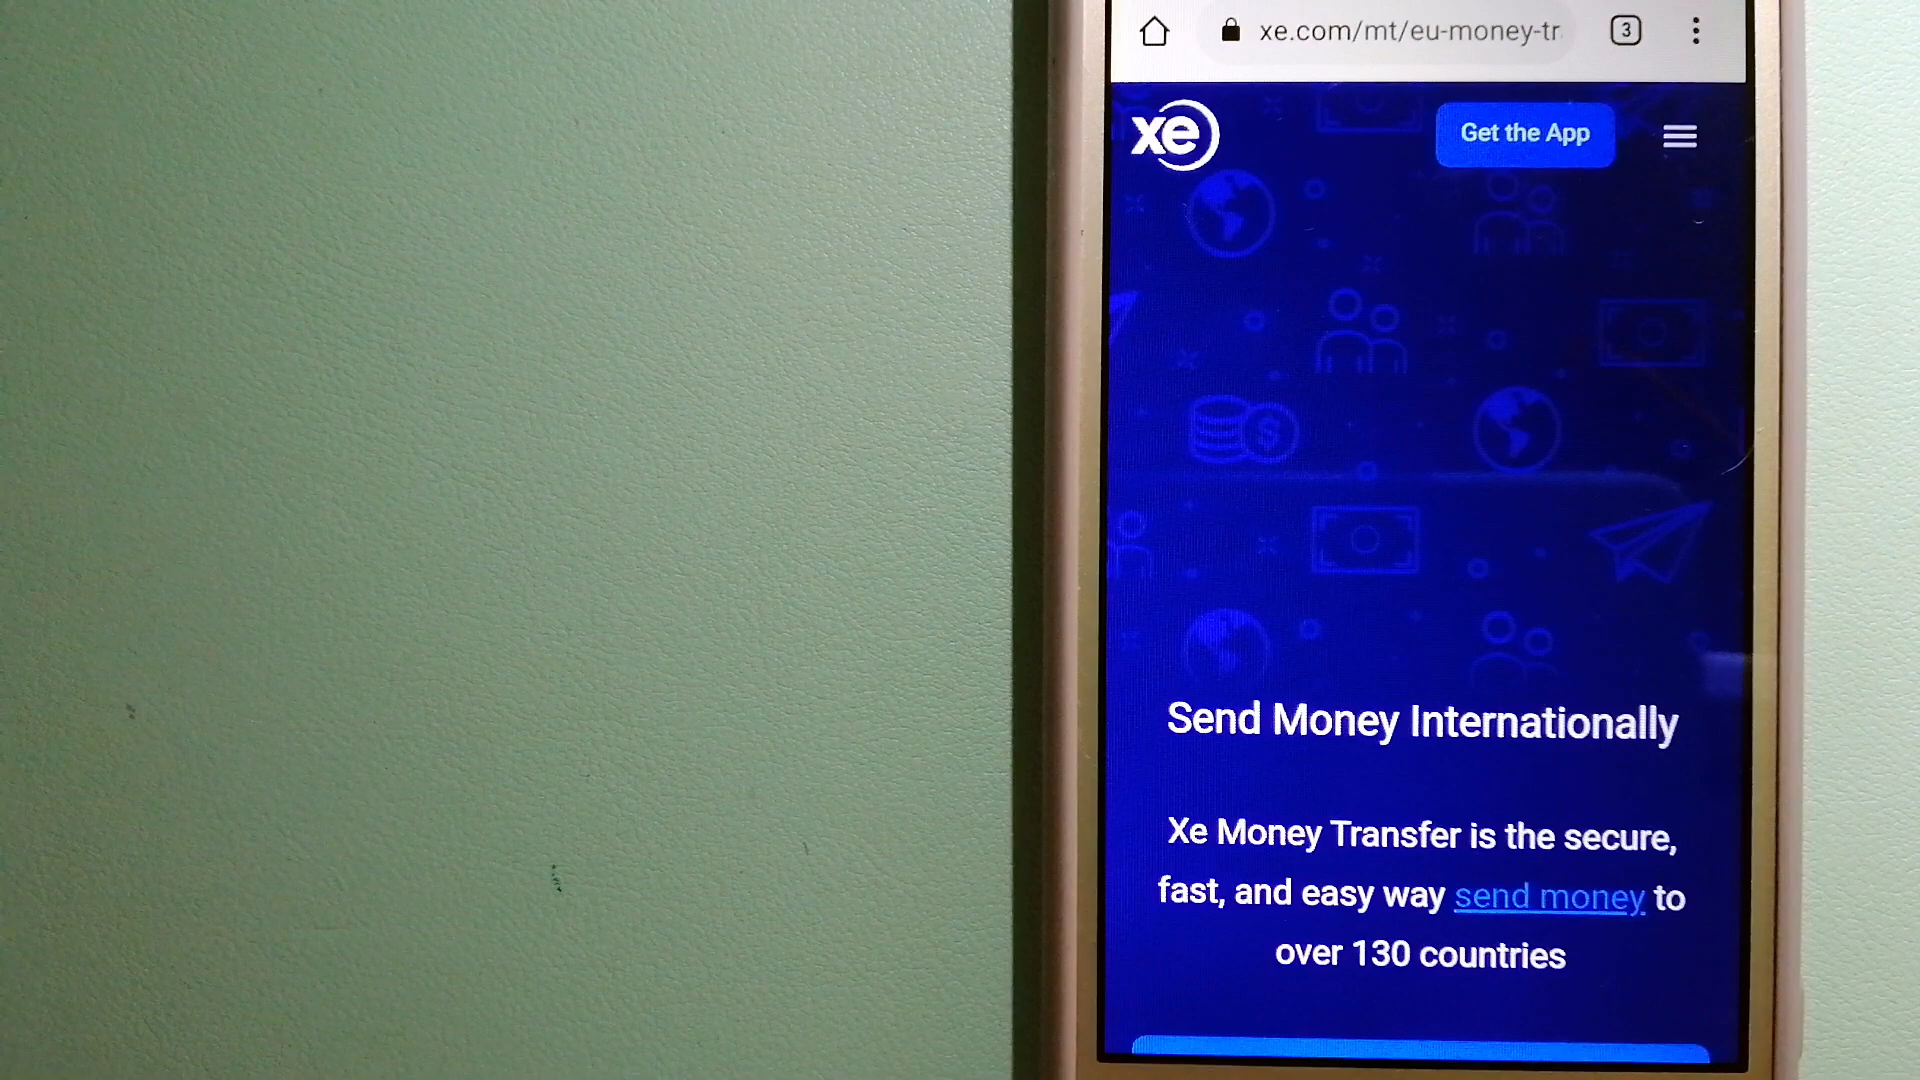 xe.com/mt/eu-money-tr
3
xe
Get the App
$
Send Money Internationally
Xe Money Transfer is the secure,
fast, and easy way send money to
over 130 countries